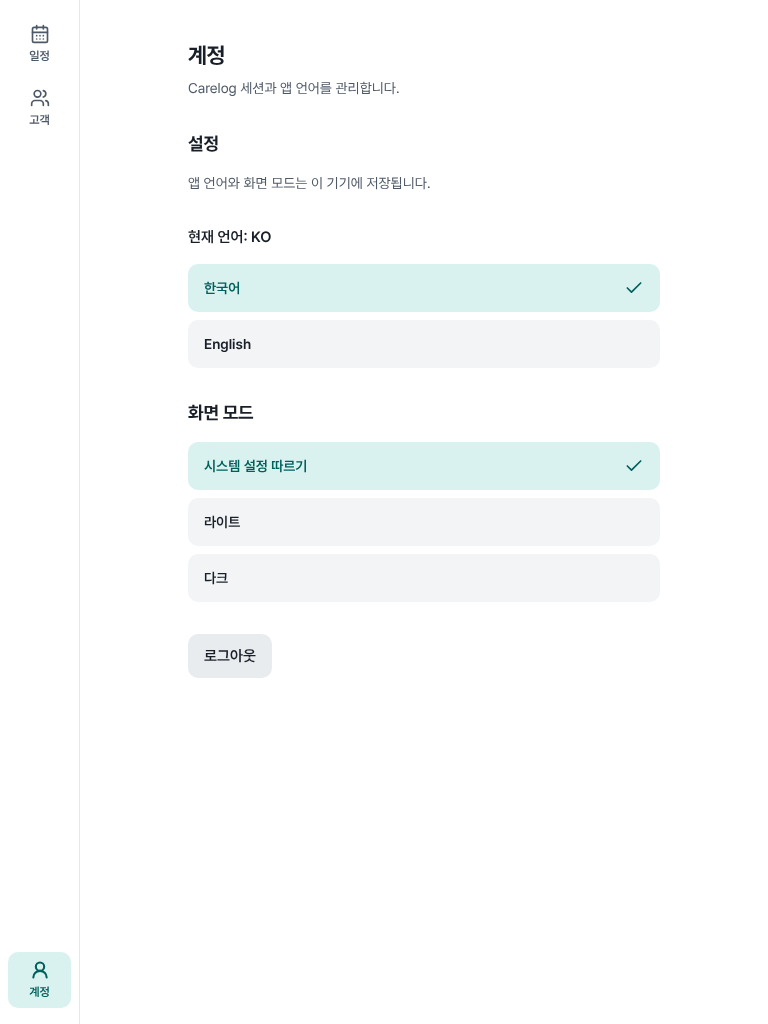 일정
고객
계정
Carelog 세션과 앱 언어를 관리합니다.
설정
앱 언어와 화면 모드는 이 기기에 저장됩니다.
현재 언어: KO
한국어
English
화면 모드
시스템 설정 따르기
라이트
다크
로그아웃
계정